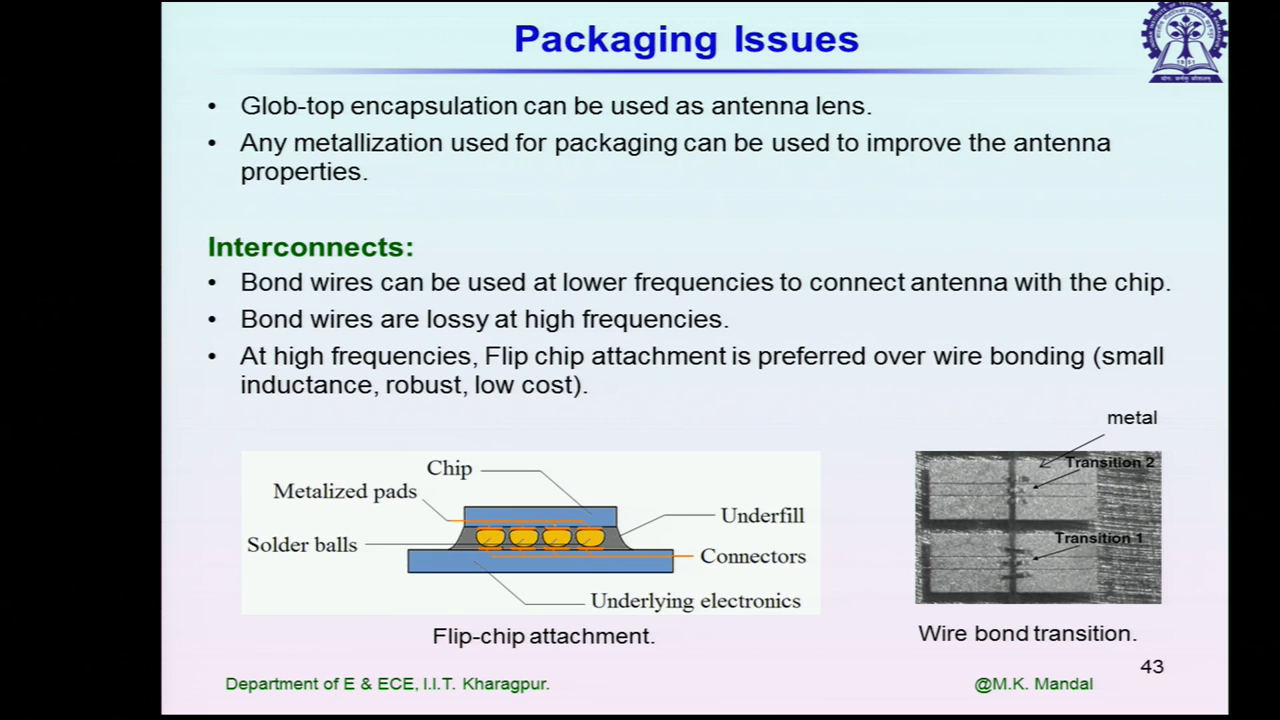 Packaging Issues
• Glob-top encapsulation can be used as antenna lens.
• Any metallization used for packaging can be used to improve the antenna
properties.
Interconnects:
• Bond wires can be used at lower frequencies to connect antenna with the chip.
• Bond wires are lossy at high frequencies.
• At high frequencies, Flip chip attachment is preferred over wire bonding (small
inductance, robust, low cost).
metal
Chip
Metalized pads
Solder balls
Underfill
Connectors
Underlying electronics
Transition 2
Transition 1
Flip-chip attachment.
Wire bond transition.
43
Department of E & ECE, I.I.T. Kharagpur.
@M.K. Mandal